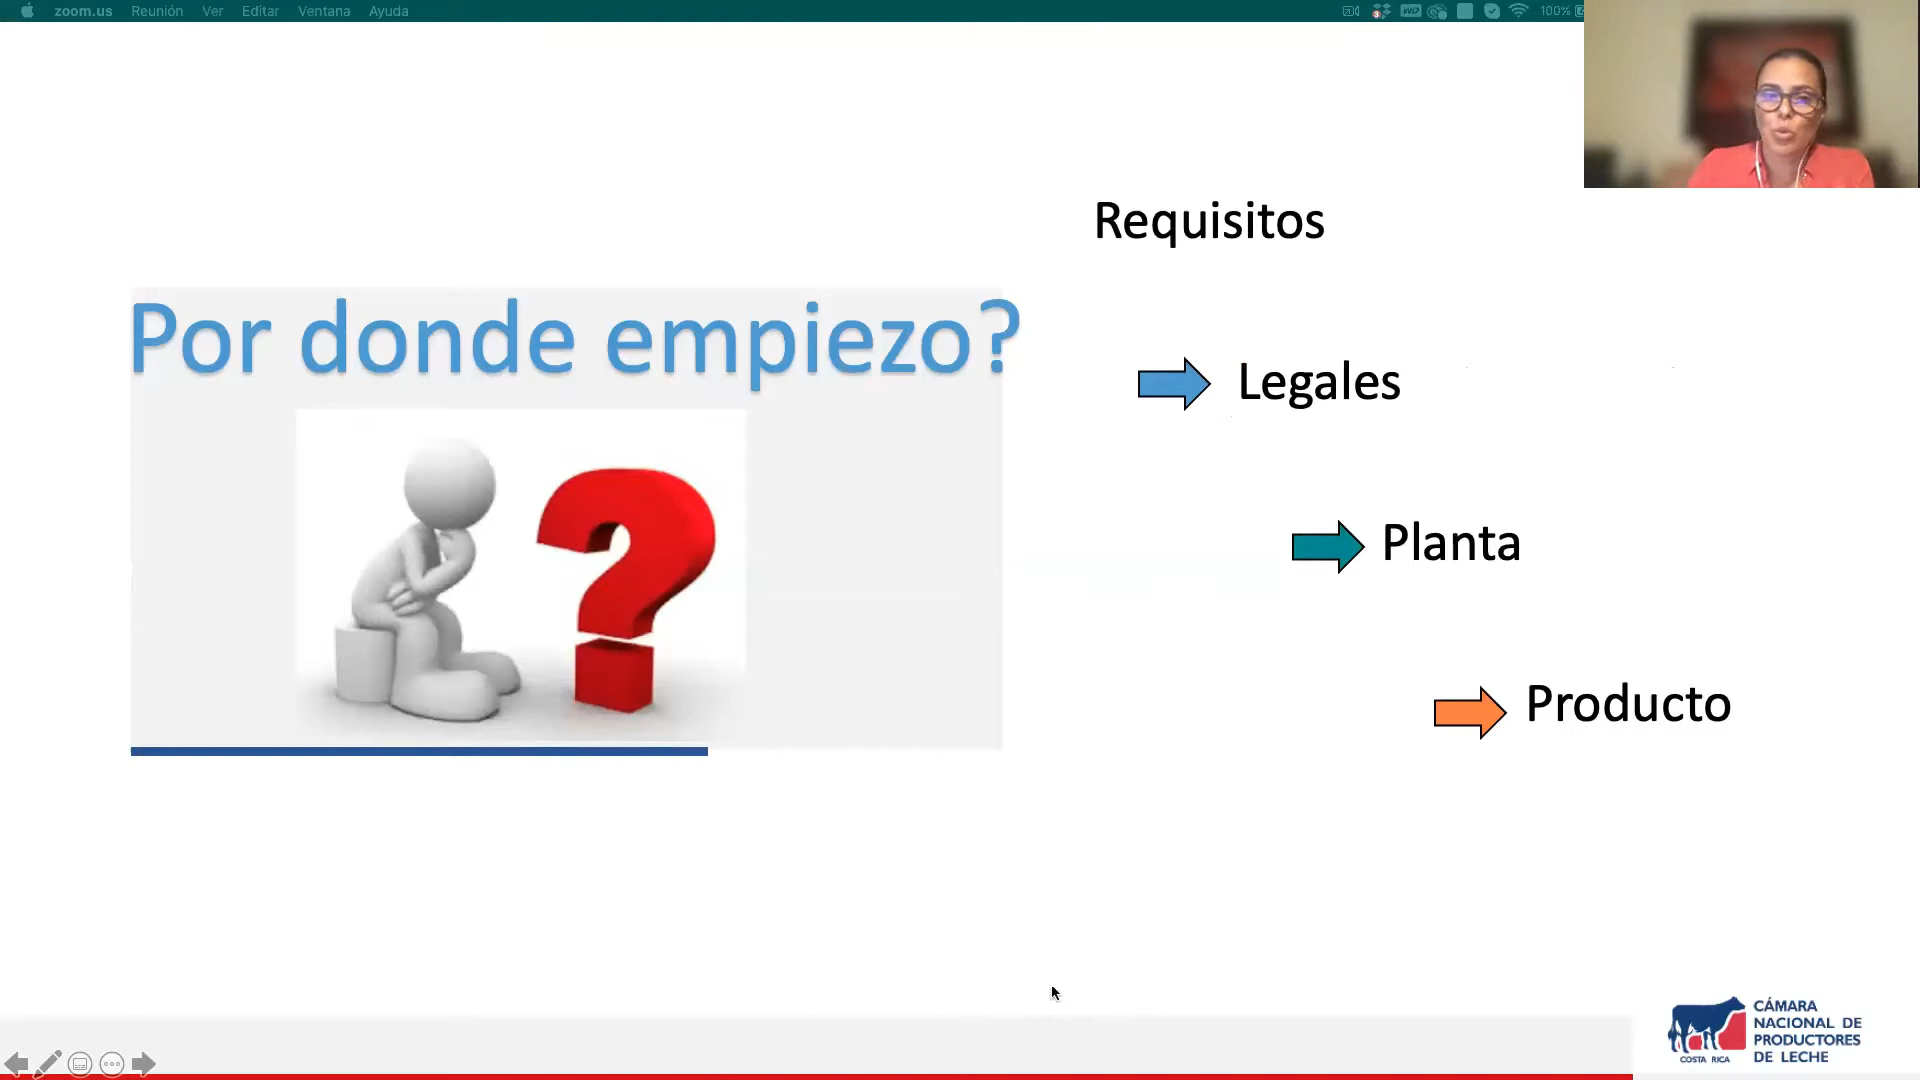 zoom.us Reunión Ver Editar Ventana Ayuda
100%
Requisitos
Por donde empiezo?
Legales
Planta
Producto
CÁMARA
NACIONAL DE
PRODUCTORES
DE LECHE
COSTA RICA